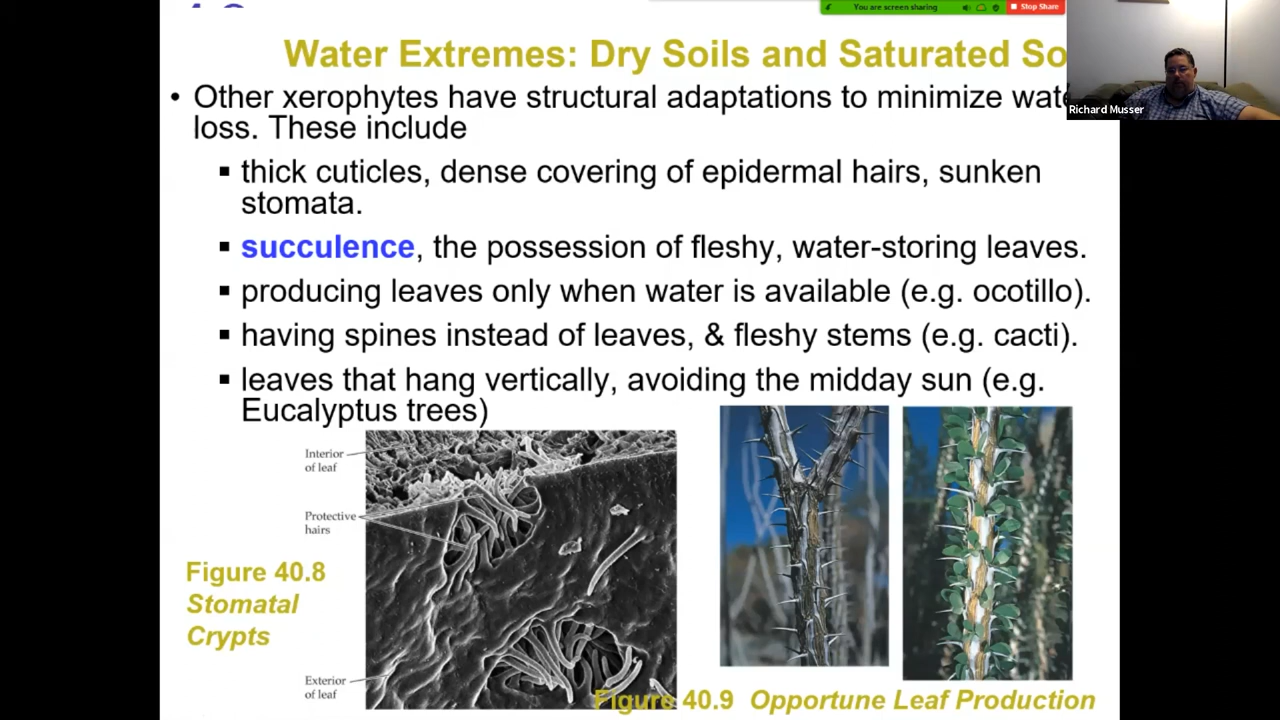 You are screen sharing
Stop Share
Water Extremes: Dry Soils and Saturated So
Richard Musser
• Other xerophytes have structural adaptations to minimize wate
loss. These include
▪ thick cuticles, dense covering of epidermal hairs, sunken
stomata.
▪ succulence, the possession of fleshy, water-storing leaves.
▪ producing leaves only when water is available (e.g. ocotillo).
▪ having spines instead of leaves, & fleshy stems (e.g. cacti).
▪ leaves that hang vertically, avoiding the midday sun (e.g.
Eucalyptus trees)
Interior
of leaf
Protective
hairs
Figure 40.8
Stomatal
Crypts
Exterior
of leaf
Figure 40.9 Opportune Leaf Production